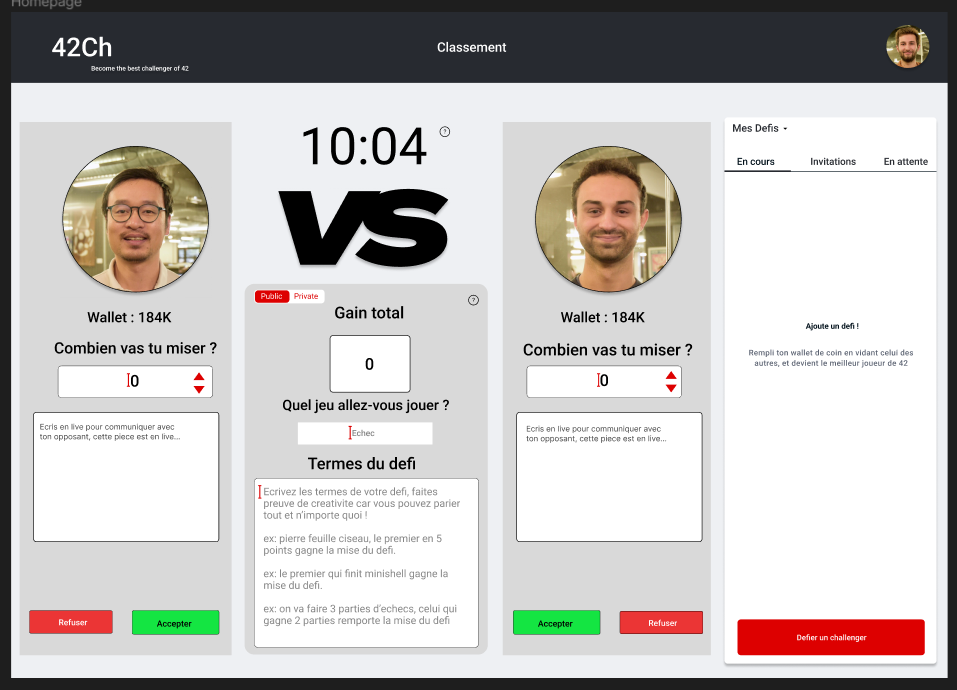 Homepage
42Ch
Become the best challenger of 42
Classement
Wallet : 184K
Combien vas tu miser ?
0
Ecris en live pour communiquer avec
ton opposant, cette piece est en live...
Refuser
Accepter
10:04
?
VS
Public
Private
?
Gain total
0
Quel jeu allez-vous jouer ?
Echec
Termes du defi
Ecrivez les termes de votre defi, faites
preuve de creativite car vous pouvez parier
tout et n'importe quoi !
ex: pierre feuille ciseau, le premier en 5
points gagne la mise du defi.
ex: le premier qui finit minishell gagne la
mise du defi.
ex: on va faire 3 parties d'echecs, celui qui
gagne 2 parties remporte la mise du defi
Wallet : 184K
Combien vas tu miser ?
0
Ecris en live pour communiquer avec
ton opposant, cette piece est en live...
Accepter
Refuser
Mes Defis
En cours
Invitations
En attente
Ajoute un defi !
Rempli ton wallet de coin en vidant celui des
autres, et devient le meilleur joueur de 42
Defier un challenger